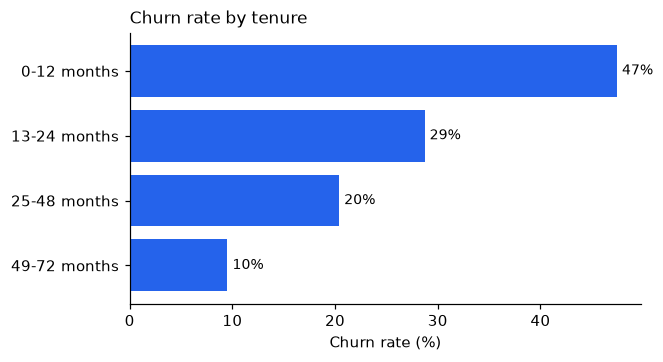 Churn rate by tenure
0-12 months 47%
13-24 months 29%
25-48 months 20%
49-72 months 10%
0 10 20 30 40
Churn rate (%)